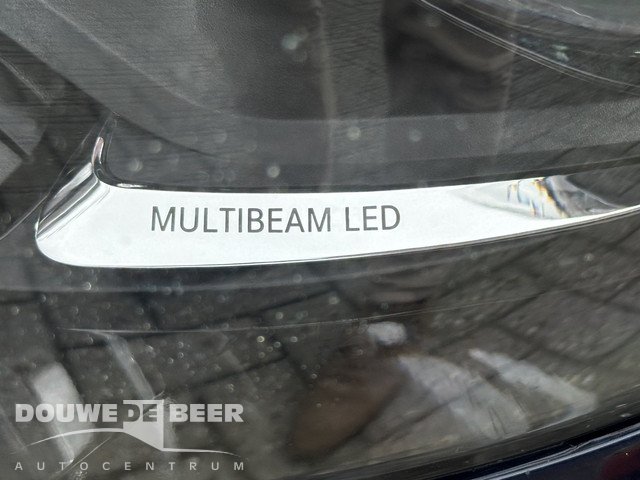 MULTIBEAM LED
DOUWE DE BEER
AUTOCENTRUM